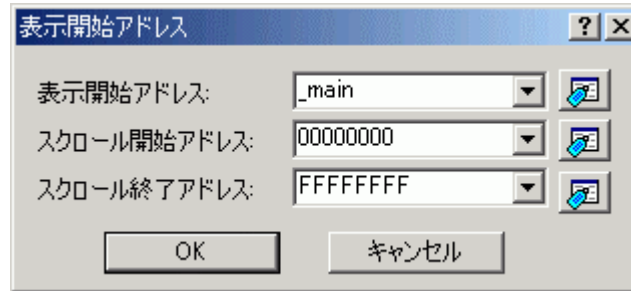 表示開始アドレス
表示開始アドレス: _main
スクロール開始アドレス: 00000000
スクロール終了アドレス: FFFFFFFF
OK キャンセル